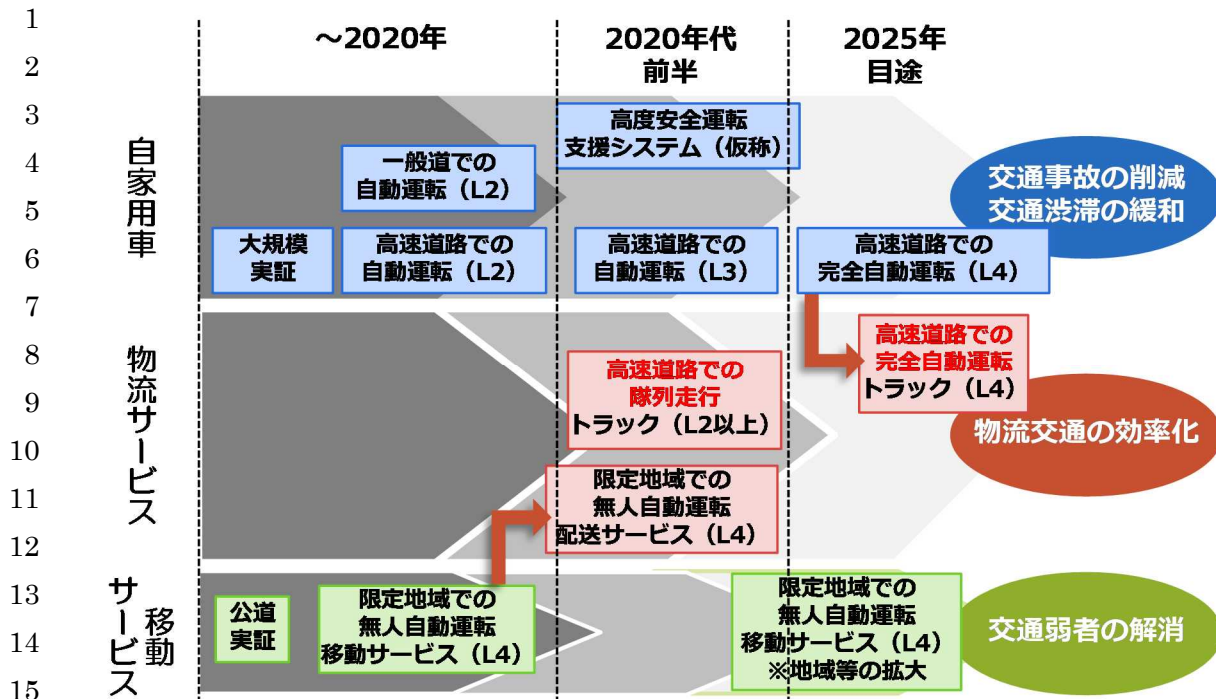 1
2
3
4
5
6
7
8
9
10
11
12
13
14
15
～2020年
2020年代
前半
2025年
目途
自家用車
大規模
実証
一般道での
自動運転（L2）
高速道路での
自動運転（L2）
高度安全運転
支援システム（仮称）
高速道路での
自動運転（L3）
高速道路での
完全自動運転（L4）
交通事故の削減
交通渋滞の緩和
物流サービス
高速道路での
隊列走行
トラック（L2以上）
限定地域での
無人自動運転
配送サービス（L4）
高速道路での
完全自動運転
トラック（L4）
物流交通の効率化
移動
サービス
公道
実証
限定地域での
無人自動運転
移動サービス（L4）
限定地域での
無人自動運転
移動サービス（L4）
※地域等の拡大
交通弱者の解消